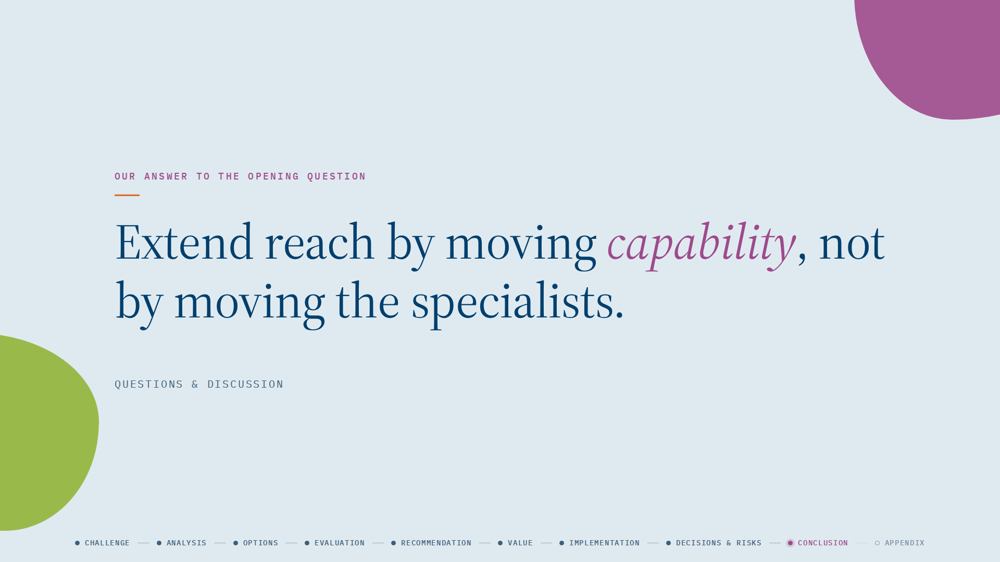 OUR ANSWER TO THE OPENING QUESTION
Extend reach by moving capability, not
by moving the specialists.
QUESTIONS & DISCUSSION
CHALLENGE ANALYSIS OPTIONS EVALUATION RECOMMENDATION VALUE IMPLEMENTATION DECISIONS & RISKS CONCLUSION APPENDIX